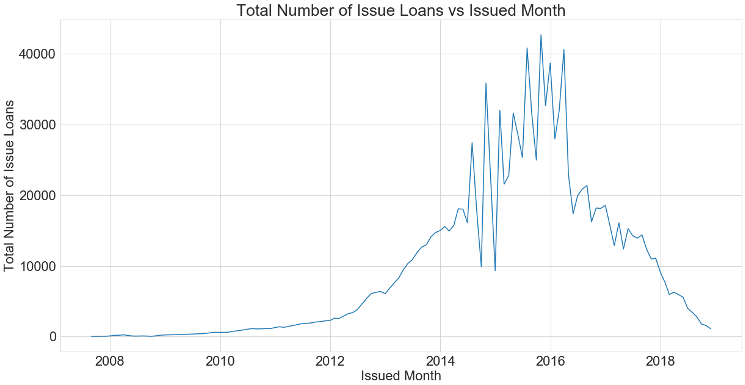 Total Number of Issue Loans vs Issued Month
Total Number of Issue Loans
40000
30000
20000
10000
0
2008 2010 2012 2014 2016 2018
Issued Month